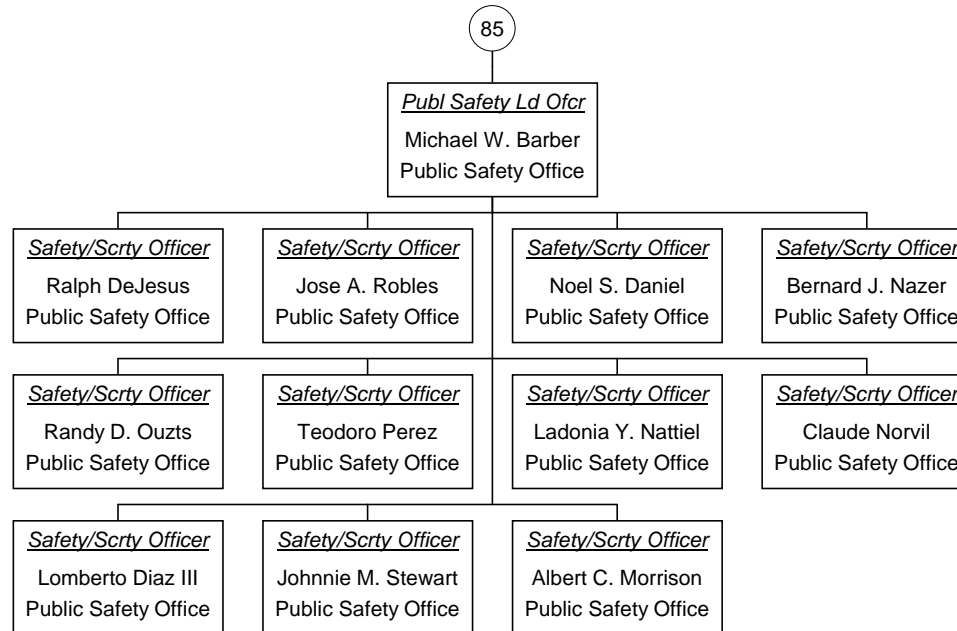 85
Publ Safety Ld Ofcr
Michael W. Barber
Public Safety Office
Safety/Scrty Officer
Ralph DeJesus
Public Safety Office
Safety/Scrty Officer
Jose A. Robles
Public Safety Office
Safety/Scrty Officer
Noel S. Daniel
Public Safety Office
Safety/Scrty Officer
Bernard J. Nazer
Public Safety Office
Safety/Scrty Officer
Randy D. Ouzts
Public Safety Office
Safety/Scrty Officer
Teodoro Perez
Public Safety Office
Safety/Scrty Officer
Ladonia Y. Nattiel
Public Safety Office
Safety/Scrty Officer
Claude Norvil
Public Safety Office
Safety/Scrty Officer
Lomberto Diaz III
Public Safety Office
Safety/Scrty Officer
Johnnie M. Stewart
Public Safety Office
Safety/Scrty Officer
Albert C. Morrison
Public Safety Office